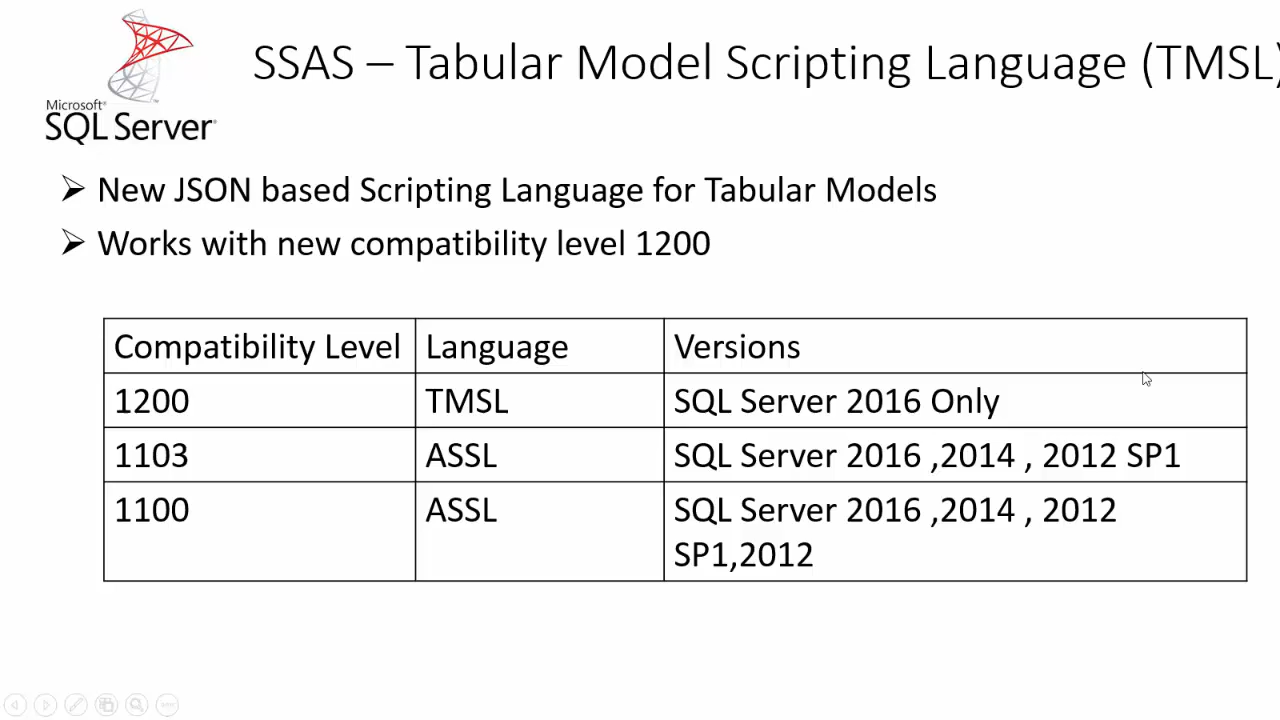 Microsoft®
SQL Server®
SSAS – Tabular Model Scripting Language (TMSL)
New JSON based Scripting Language for Tabular Models
Works with new compatibility level 1200
Compatibility Level Language Versions
1200 TMSL SQL Server 2016 Only
1103 ASSL SQL Server 2016 ,2014 , 2012 SP1
1100 ASSL SQL Server 2016 ,2014 , 2012
SP1,2012